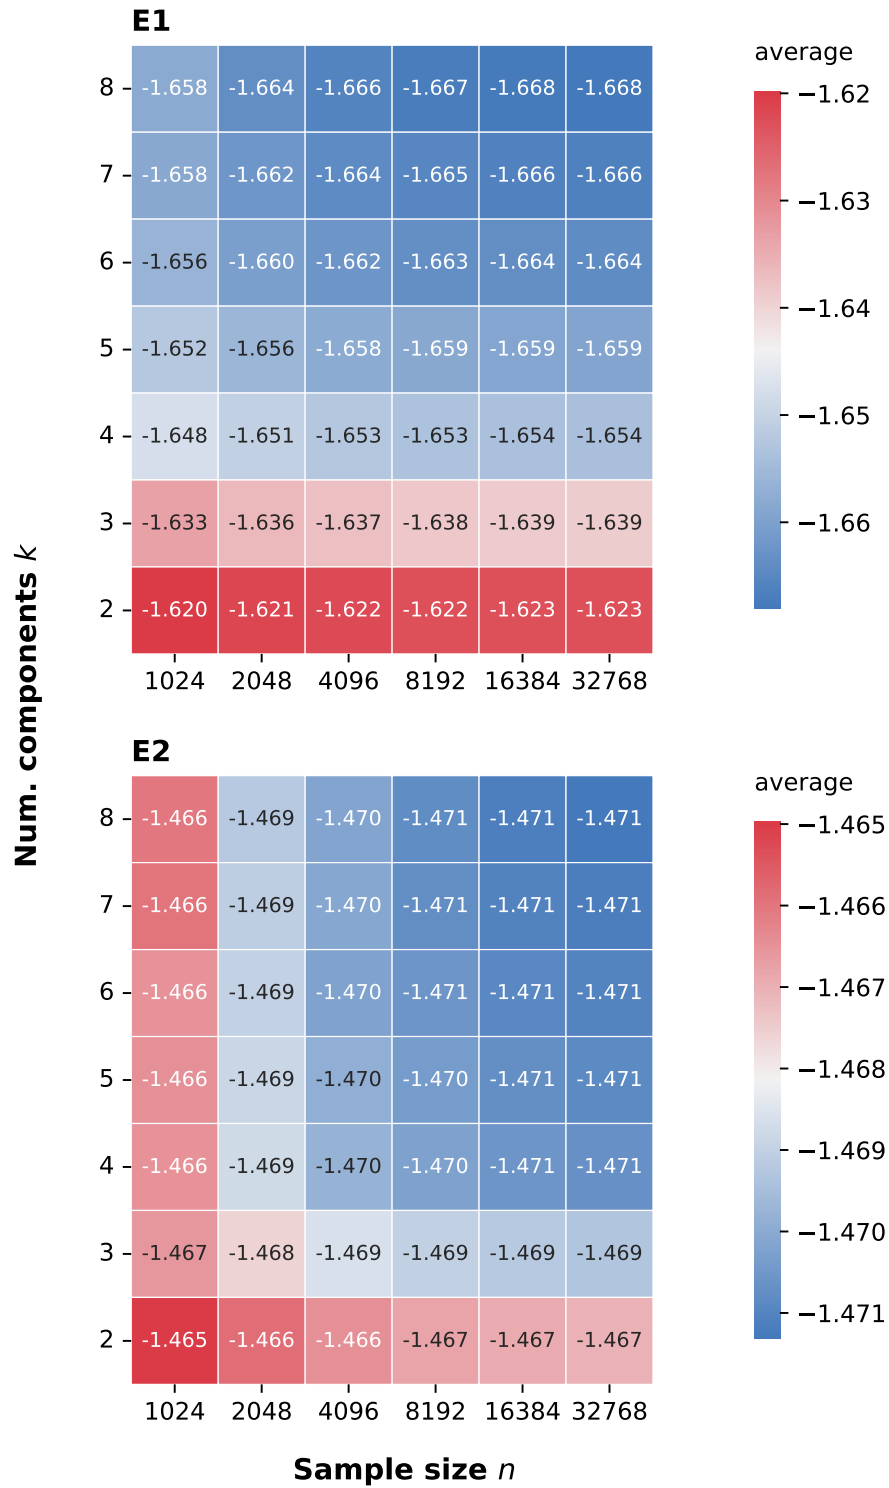 E1
average
8 -1.658 -1.664 -1.666 -1.667 -1.668 -1.668
7 -1.658 -1.662 -1.664 -1.665 -1.666 -1.666
6 -1.656 -1.660 -1.662 -1.663 -1.664 -1.664
5 -1.652 -1.656 -1.658 -1.659 -1.659 -1.659
4 -1.648 -1.651 -1.653 -1.653 -1.654 -1.654
3 -1.633 -1.636 -1.637 -1.638 -1.639 -1.639
2 -1.620 -1.621 -1.622 -1.622 -1.623 -1.623
1024 2048 4096 8192 16384 32768
−1.62
−1.63
−1.64
−1.65
−1.66
Num. components k
E2
average
8 -1.466 -1.469 -1.470 -1.471 -1.471 -1.471
7 -1.466 -1.469 -1.470 -1.471 -1.471 -1.471
6 -1.466 -1.469 -1.470 -1.471 -1.471 -1.471
5 -1.466 -1.469 -1.470 -1.470 -1.471 -1.471
4 -1.466 -1.469 -1.470 -1.470 -1.471 -1.471
3 -1.467 -1.468 -1.469 -1.469 -1.469 -1.469
2 -1.465 -1.466 -1.466 -1.467 -1.467 -1.467
1024 2048 4096 8192 16384 32768
−1.465
−1.466
−1.467
−1.468
−1.469
−1.470
−1.471
Sample size n